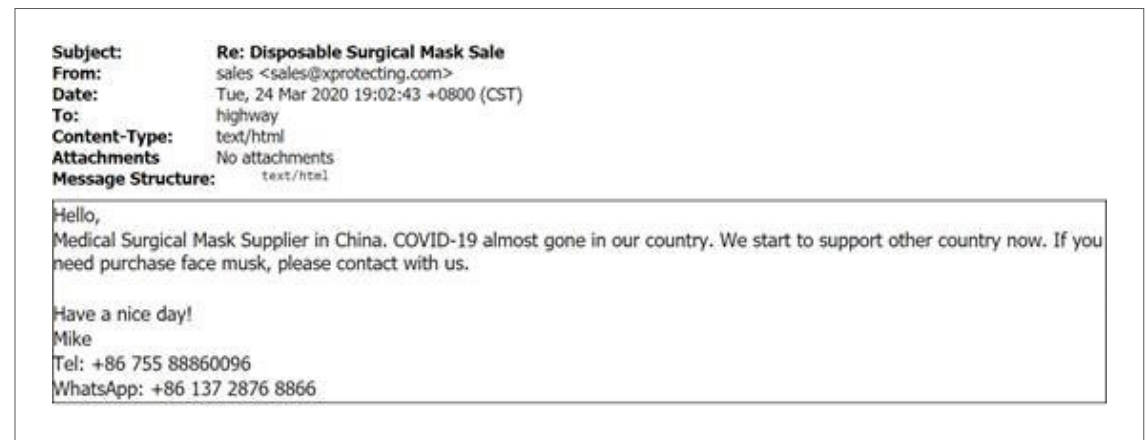 Subject: Re: Disposable Surgical Mask Sale
From: sales <sales@xprotecting.com>
Date: Tue, 24 Mar 2020 19:02:43 +0800 (CST)
To: highway
Content-Type: text/html
Attachments No attachments
Message Structure: text/html
Hello,
Medical Surgical Mask Supplier in China. COVID-19 almost gone in our country. We start to support other country now. If you
need purchase face musk, please contact with us.
Have a nice day!
Mike
Tel: +86 755 88860096
WhatsApp: +86 137 2876 8866